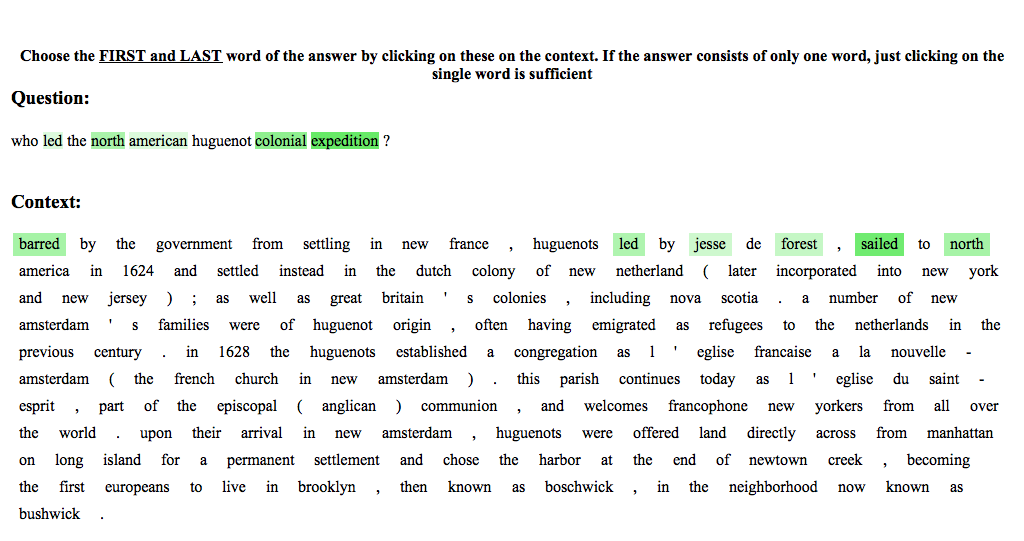 Choose the FIRST and LAST word of the answer by clicking on these on the context. If the answer consists of only one word, just clicking on the
single word is sufficient
Question:
who led the north american huguenot colonial expedition ?
Context:
barred by the government from settling in new france , huguenots led by jesse de forest , sailed to north
america in 1624 and settled instead in the dutch colony of new netherland ( later incorporated into new york
and new jersey ) ; as well as great britain ' s colonies , including nova scotia . a number of new
amsterdam ' s families were of huguenot origin , often having emigrated as refugees to the netherlands in the
previous century . in 1628 the huguenots established a congregation as l ' eglise francaise a la nouvelle -
amsterdam ( the french church in new amsterdam ) . this parish continues today as l ' eglise du saint -
esprit , part of the episcopal ( anglican ) communion , and welcomes francophone new yorkers from all over
the world . upon their arrival in new amsterdam , huguenots were offered land directly across from manhattan
on long island for a permanent settlement and chose the harbor at the end of newtown creek , becoming
the first europeans to live in brooklyn , then known as boschwick , in the neighborhood now known as
bushwick .